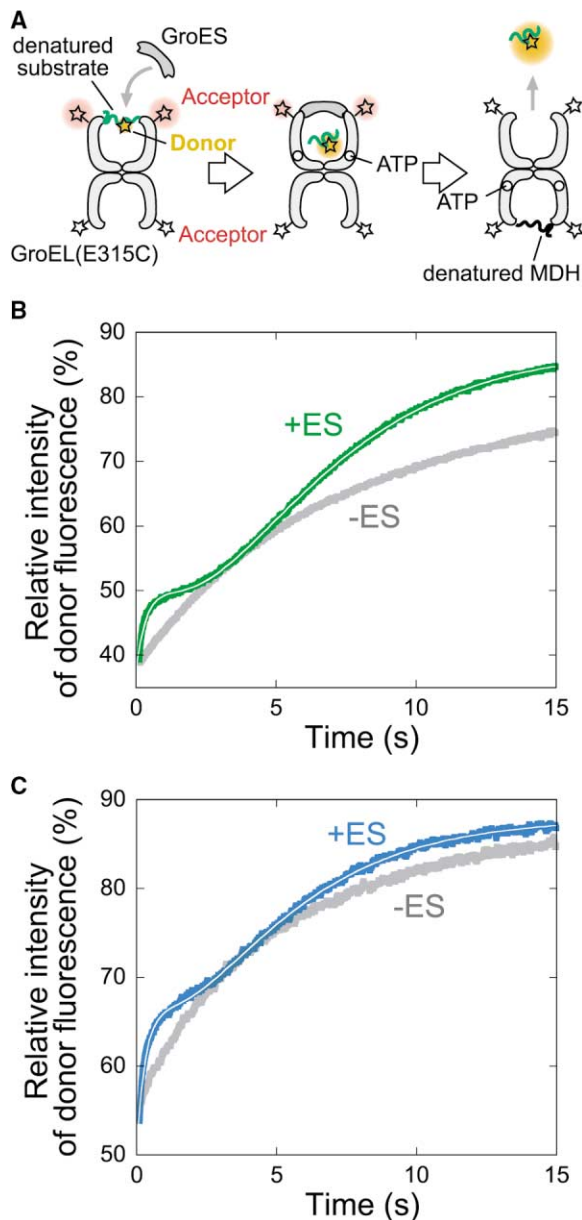 A
GroES
denatured
substrate
Acceptor
Donor
ATP
ATP
GroEL(E315C)
Acceptor
denatured MDH
B
Relative intensity
of donor fluorescence (%)
90
80
70
60
50
40
+ES
-ES
0
5
10
15
Time (s)
C
Relative intensity
of donor fluorescence (%)
90
80
70
60
50
+ES
-ES
0
5
10
15
Time (s)